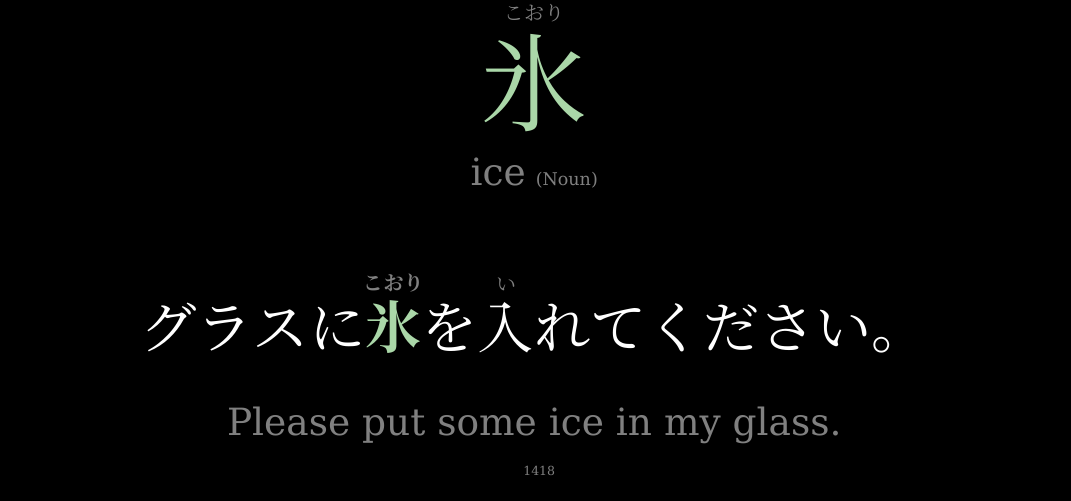 こおり
氷
ice (Noun)
こおり い
グラスに氷を入れてください。
Please put some ice in my glass.
1418